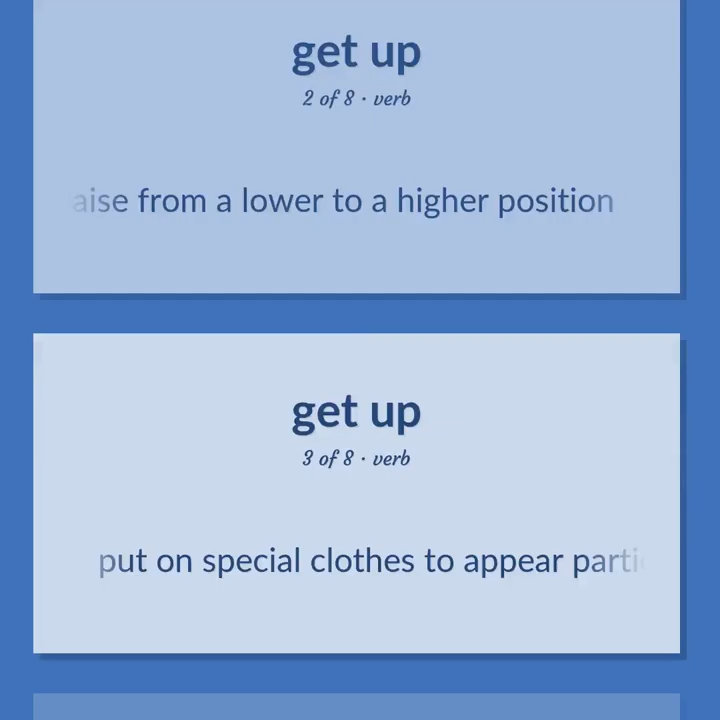 get up
2 of 8 · verb
aise from a lower to a higher position
get up
3 of 8 · verb
put on special clothes to appear parti